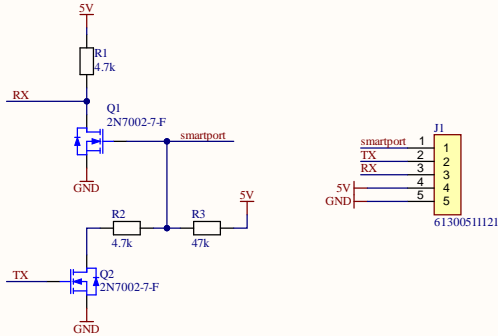 5V
R1
4.7k
RX
Q1
2N7002-7-F
smartport
GND
5V
R2
R3
4.7k
47k
TX
Q2
2N7002-7-F
GND
J1
smartport 1 1
TX 2 2
RX 3 3
5V 4 4
GND 5 5
61300511121